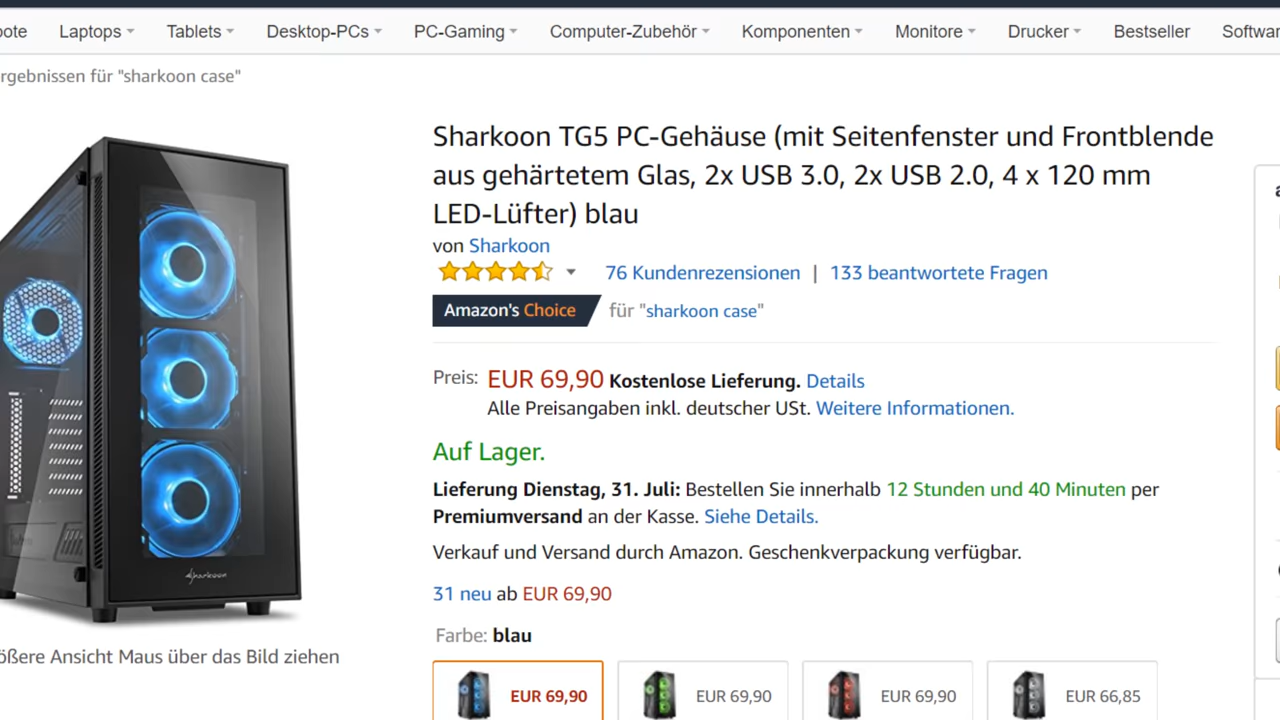 ote Laptops Tablets Desktop-PCs PC-Gaming Computer-Zubehör Komponenten Monitore Drucker Bestseller Softwar
rgebnissen für "sharkoon case"
Sharkoon TG5 PC-Gehäuse (mit Seitenfenster und Frontblende
aus gehärtetem Glas, 2x USB 3.0, 2x USB 2.0, 4 x 120 mm
LED-Lüfter) blau
von Sharkoon
76 Kundenrezensionen | 133 beantwortete Fragen
Amazon's Choice für "sharkoon case"
Preis: EUR 69,90 Kostenlose Lieferung. Details
Alle Preisangaben inkl. deutscher USt. Weitere Informationen.
Auf Lager.
Lieferung Dienstag, 31. Juli: Bestellen Sie innerhalb 12 Stunden und 40 Minuten per
Premiumversand an der Kasse. Siehe Details.
Verkauf und Versand durch Amazon. Geschenkverpackung verfügbar.
31 neu ab EUR 69,90
Farbe: blau
EUR 69,90 EUR 69,90 EUR 69,90 EUR 66,85
sharkoon
ößere Ansicht Maus über das Bild ziehen